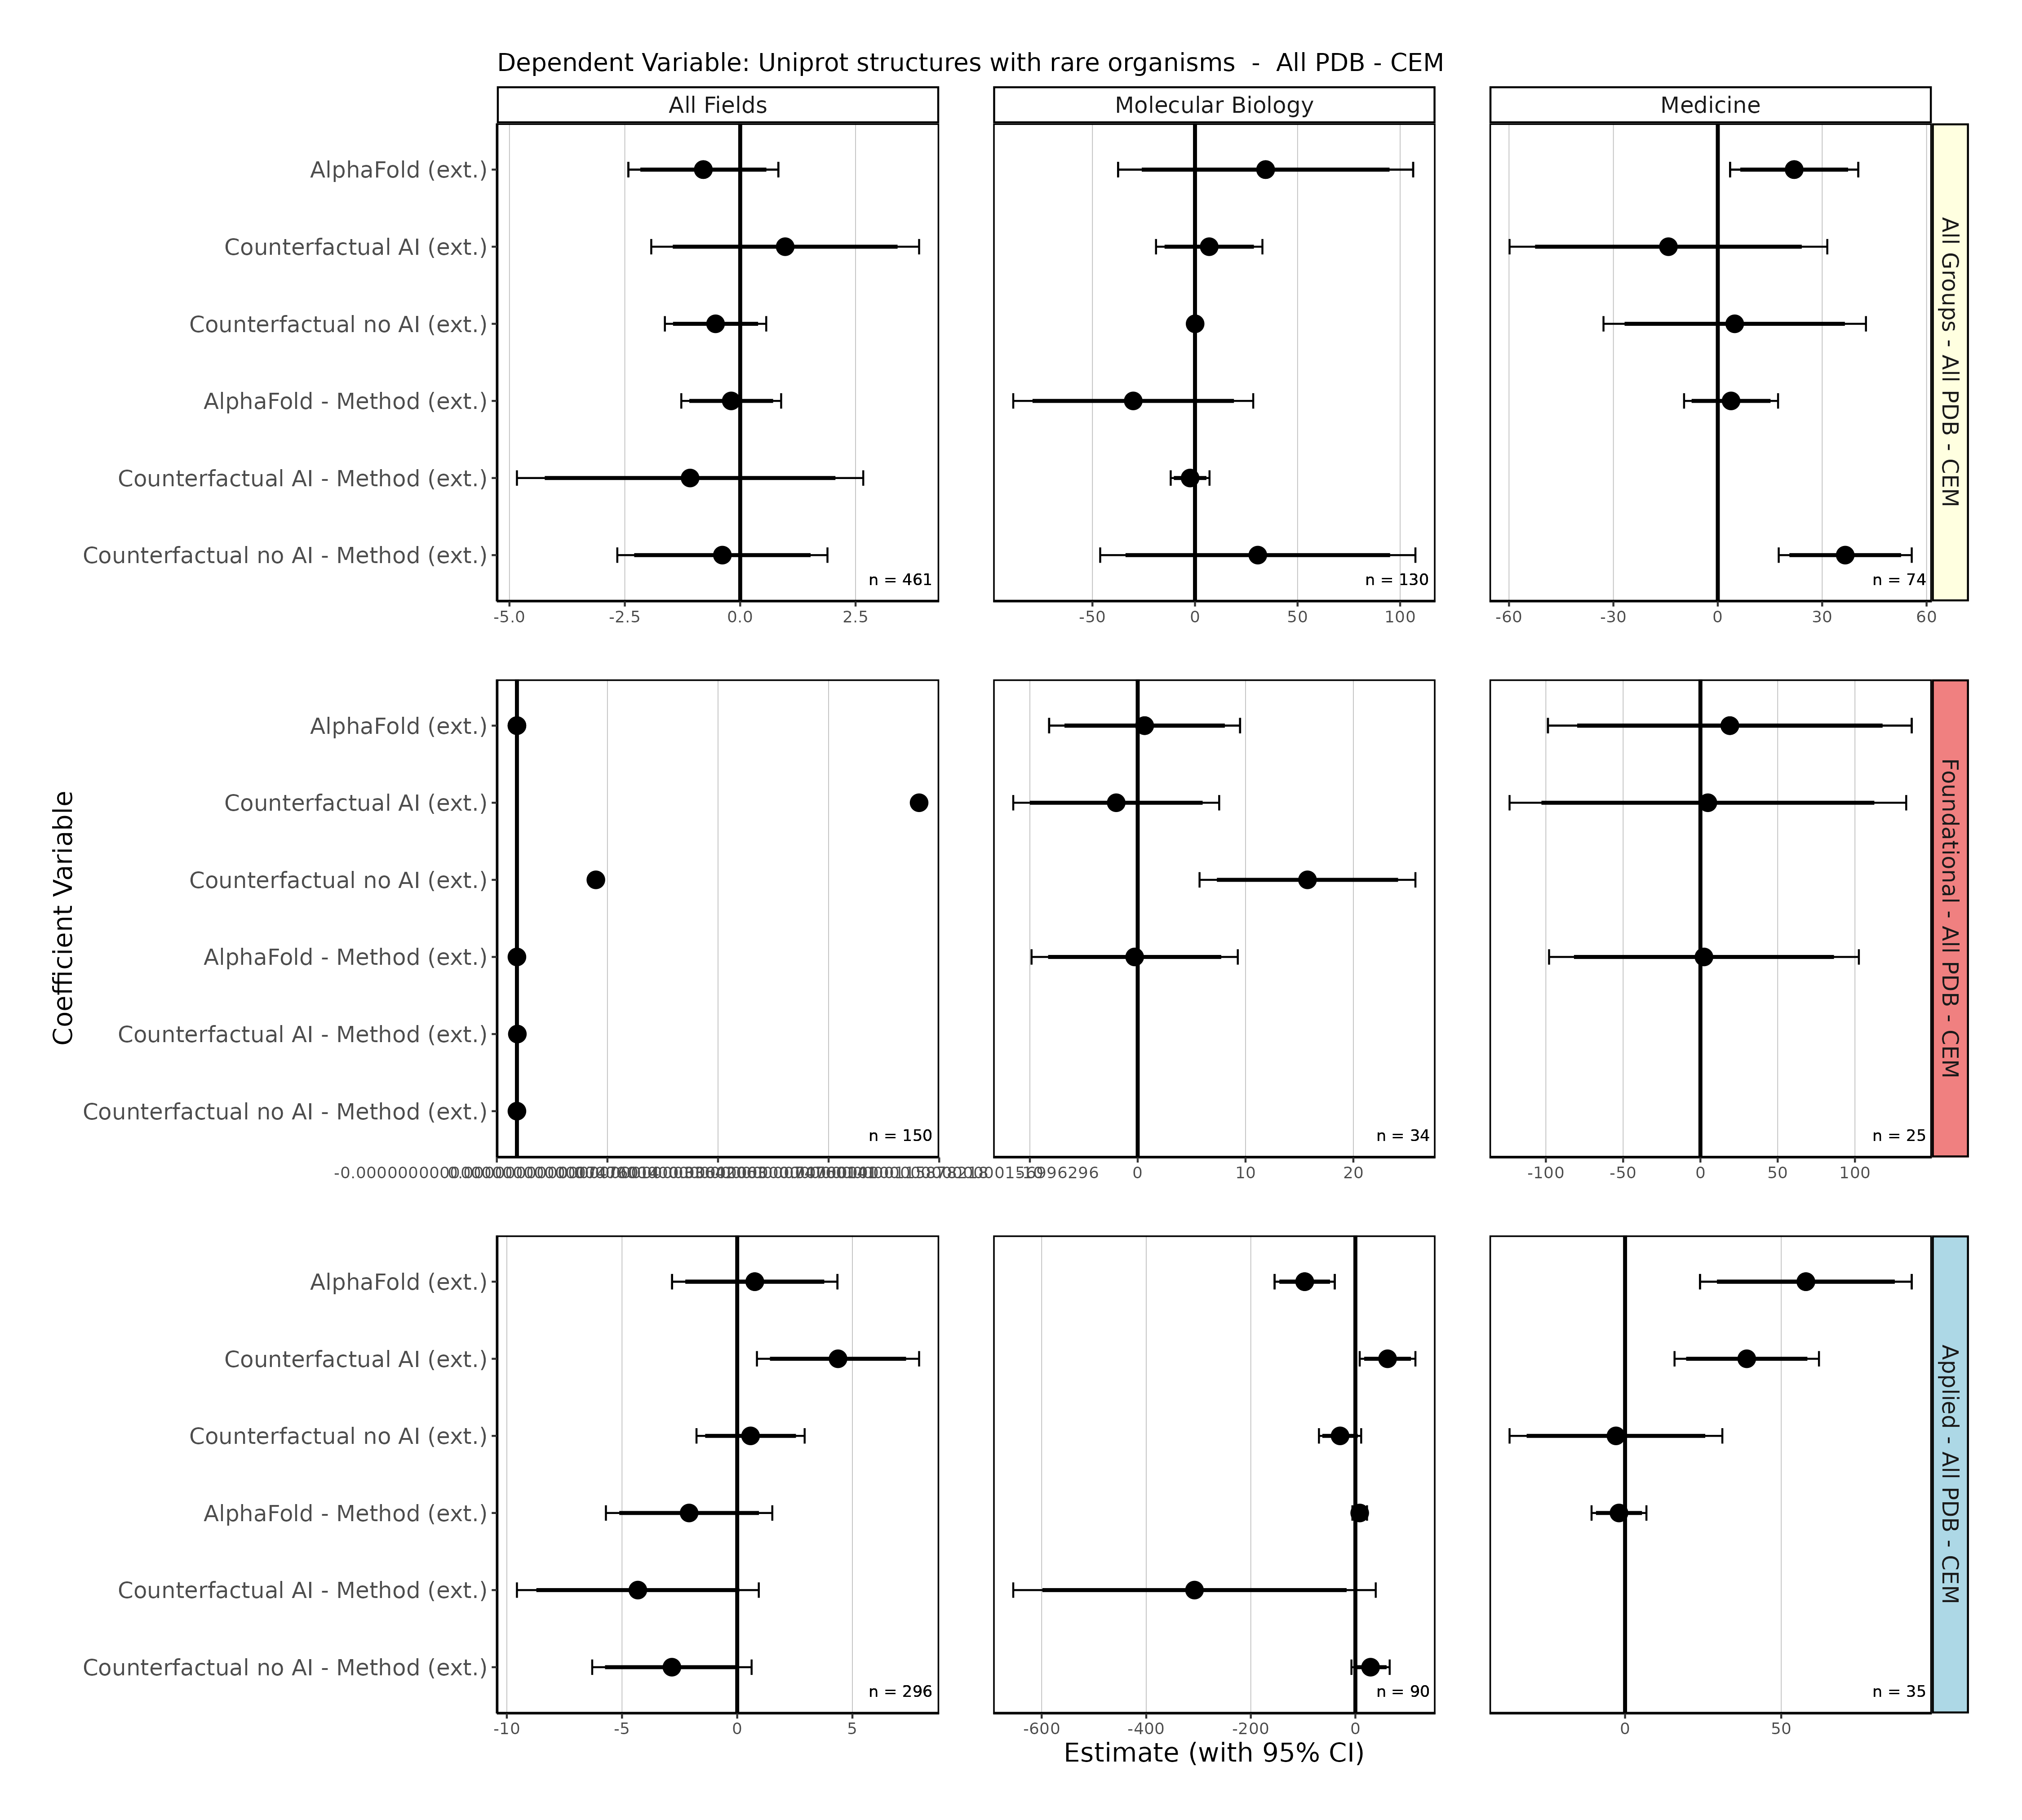 Dependent Variable: Uniprot structures with rare organisms  -  All PDB - CEM
All Fields
Molecular Biology
Medicine
AlphaFold (ext.)
Counterfactual AI (ext.)
Counterfactual no AI (ext.)
AlphaFold - Method (ext.)
Counterfactual AI - Method (ext.)
Counterfactual no AI - Method (ext.)
n = 461
n = 130
n = 74
-5.0 -2.5 0.0 2.5
-50 0 50 100
-60 -30 0 30 60
All Groups - All PDB - CEM
Coefficient Variable
AlphaFold (ext.)
Counterfactual AI (ext.)
Counterfactual no AI (ext.)
AlphaFold - Method (ext.)
Counterfactual AI - Method (ext.)
Counterfactual no AI - Method (ext.)
n = 150
n = 34
n = 25
0 10 20
-100 -50 0 50 100
Foundational - All PDB - CEM
AlphaFold (ext.)
Counterfactual AI (ext.)
Counterfactual no AI (ext.)
AlphaFold - Method (ext.)
Counterfactual AI - Method (ext.)
Counterfactual no AI - Method (ext.)
n = 296
n = 90
n = 35
-10 -5 0 5
-600 -400 -200 0
0 50
Applied - All PDB - CEM
Estimate (with 95% CI)